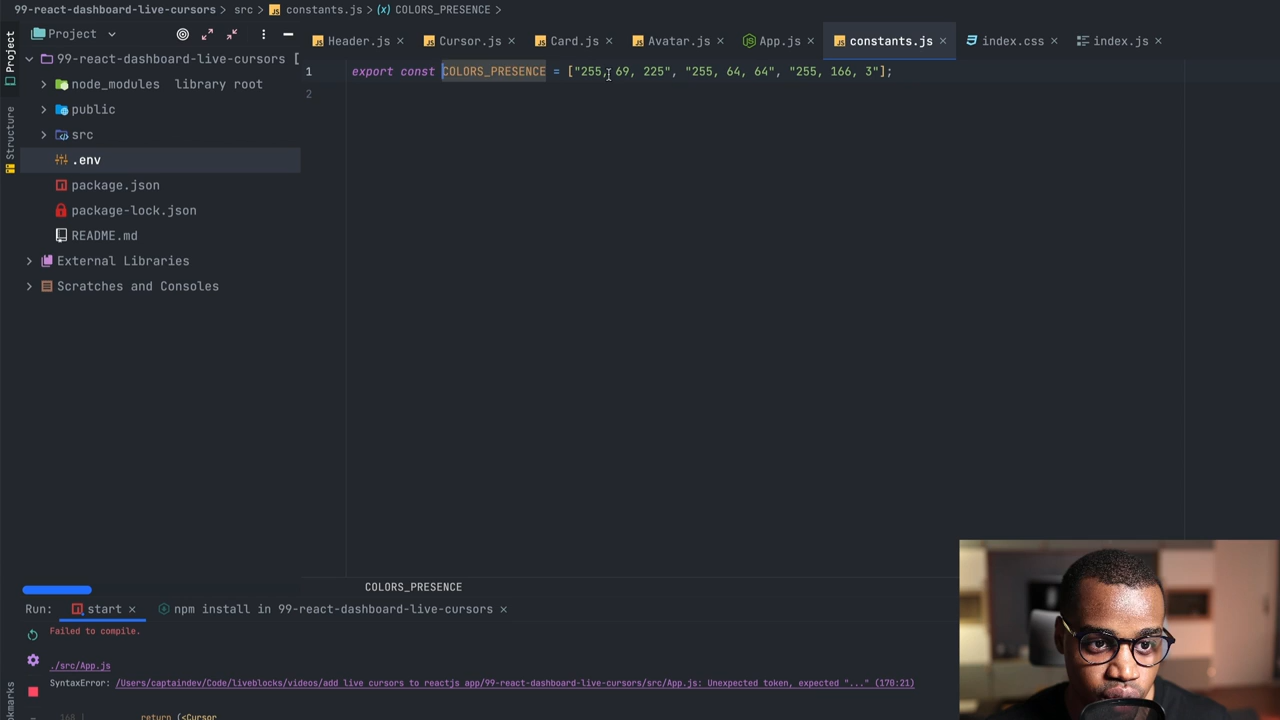 99-react-dashboard-live-cursors > src > constants.js > (x) COLORS_PRESENCE >
Project
Header.js × Cursor.js × Card.js × Avatar.js × App.js × constants.js × index.css × index.js ×
Project
99-react-dashboard-live-cursors [
node_modules library root
public
src
.env
package.json
package-lock.json
README.md
External Libraries
Scratches and Consoles
Structure
1 export const COLORS_PRESENCE = ["255, 69, 225", "255, 64, 64", "255, 166, 3"];
2
COLORS_PRESENCE
Run: start × npm install in 99-react-dashboard-live-cursors ×
Failed to compile.
./src/App.js
SyntaxError: /Users/captaindev/Code/liveblocks/videos/add live cursors to reactjs app/99-react-dashboard-live-cursors/src/App.js: Unexpected token, expected "..." (170:21)
168 | return (<Cursor